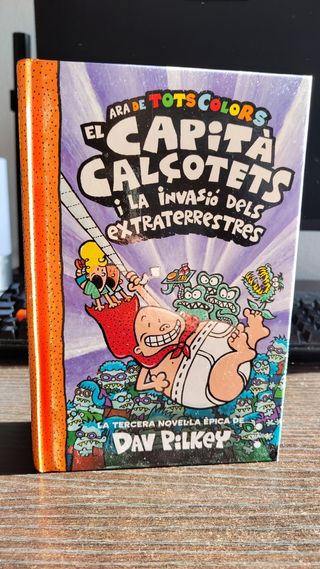 ARA DE TOTS COLORS
EL
CAPITÀ
CALÇOTETS
i LA iNVASiÓ DELS
EXTRATERRESTRES
LA TERCERA NOVEL·LA ÈPICA DE
DAV PILKEY